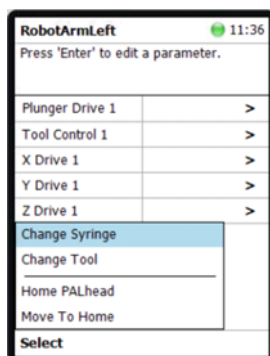 RobotArmLeft 11:36
Press 'Enter' to edit a parameter.
Plunger Drive 1 >
Tool Control 1 >
X Drive 1 >
Y Drive 1 >
Z Drive 1 >
Change Syringe
Change Tool
Home PALhead
Move To Home
Select